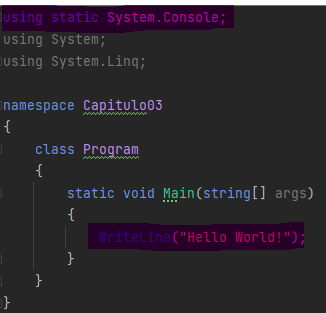 using static System.Console;
using System;
using System.Linq;
namespace Capitulo03
{
class Program
{
static void Main(string[] args)
{
WriteLine("Hello World!");
}
}
}